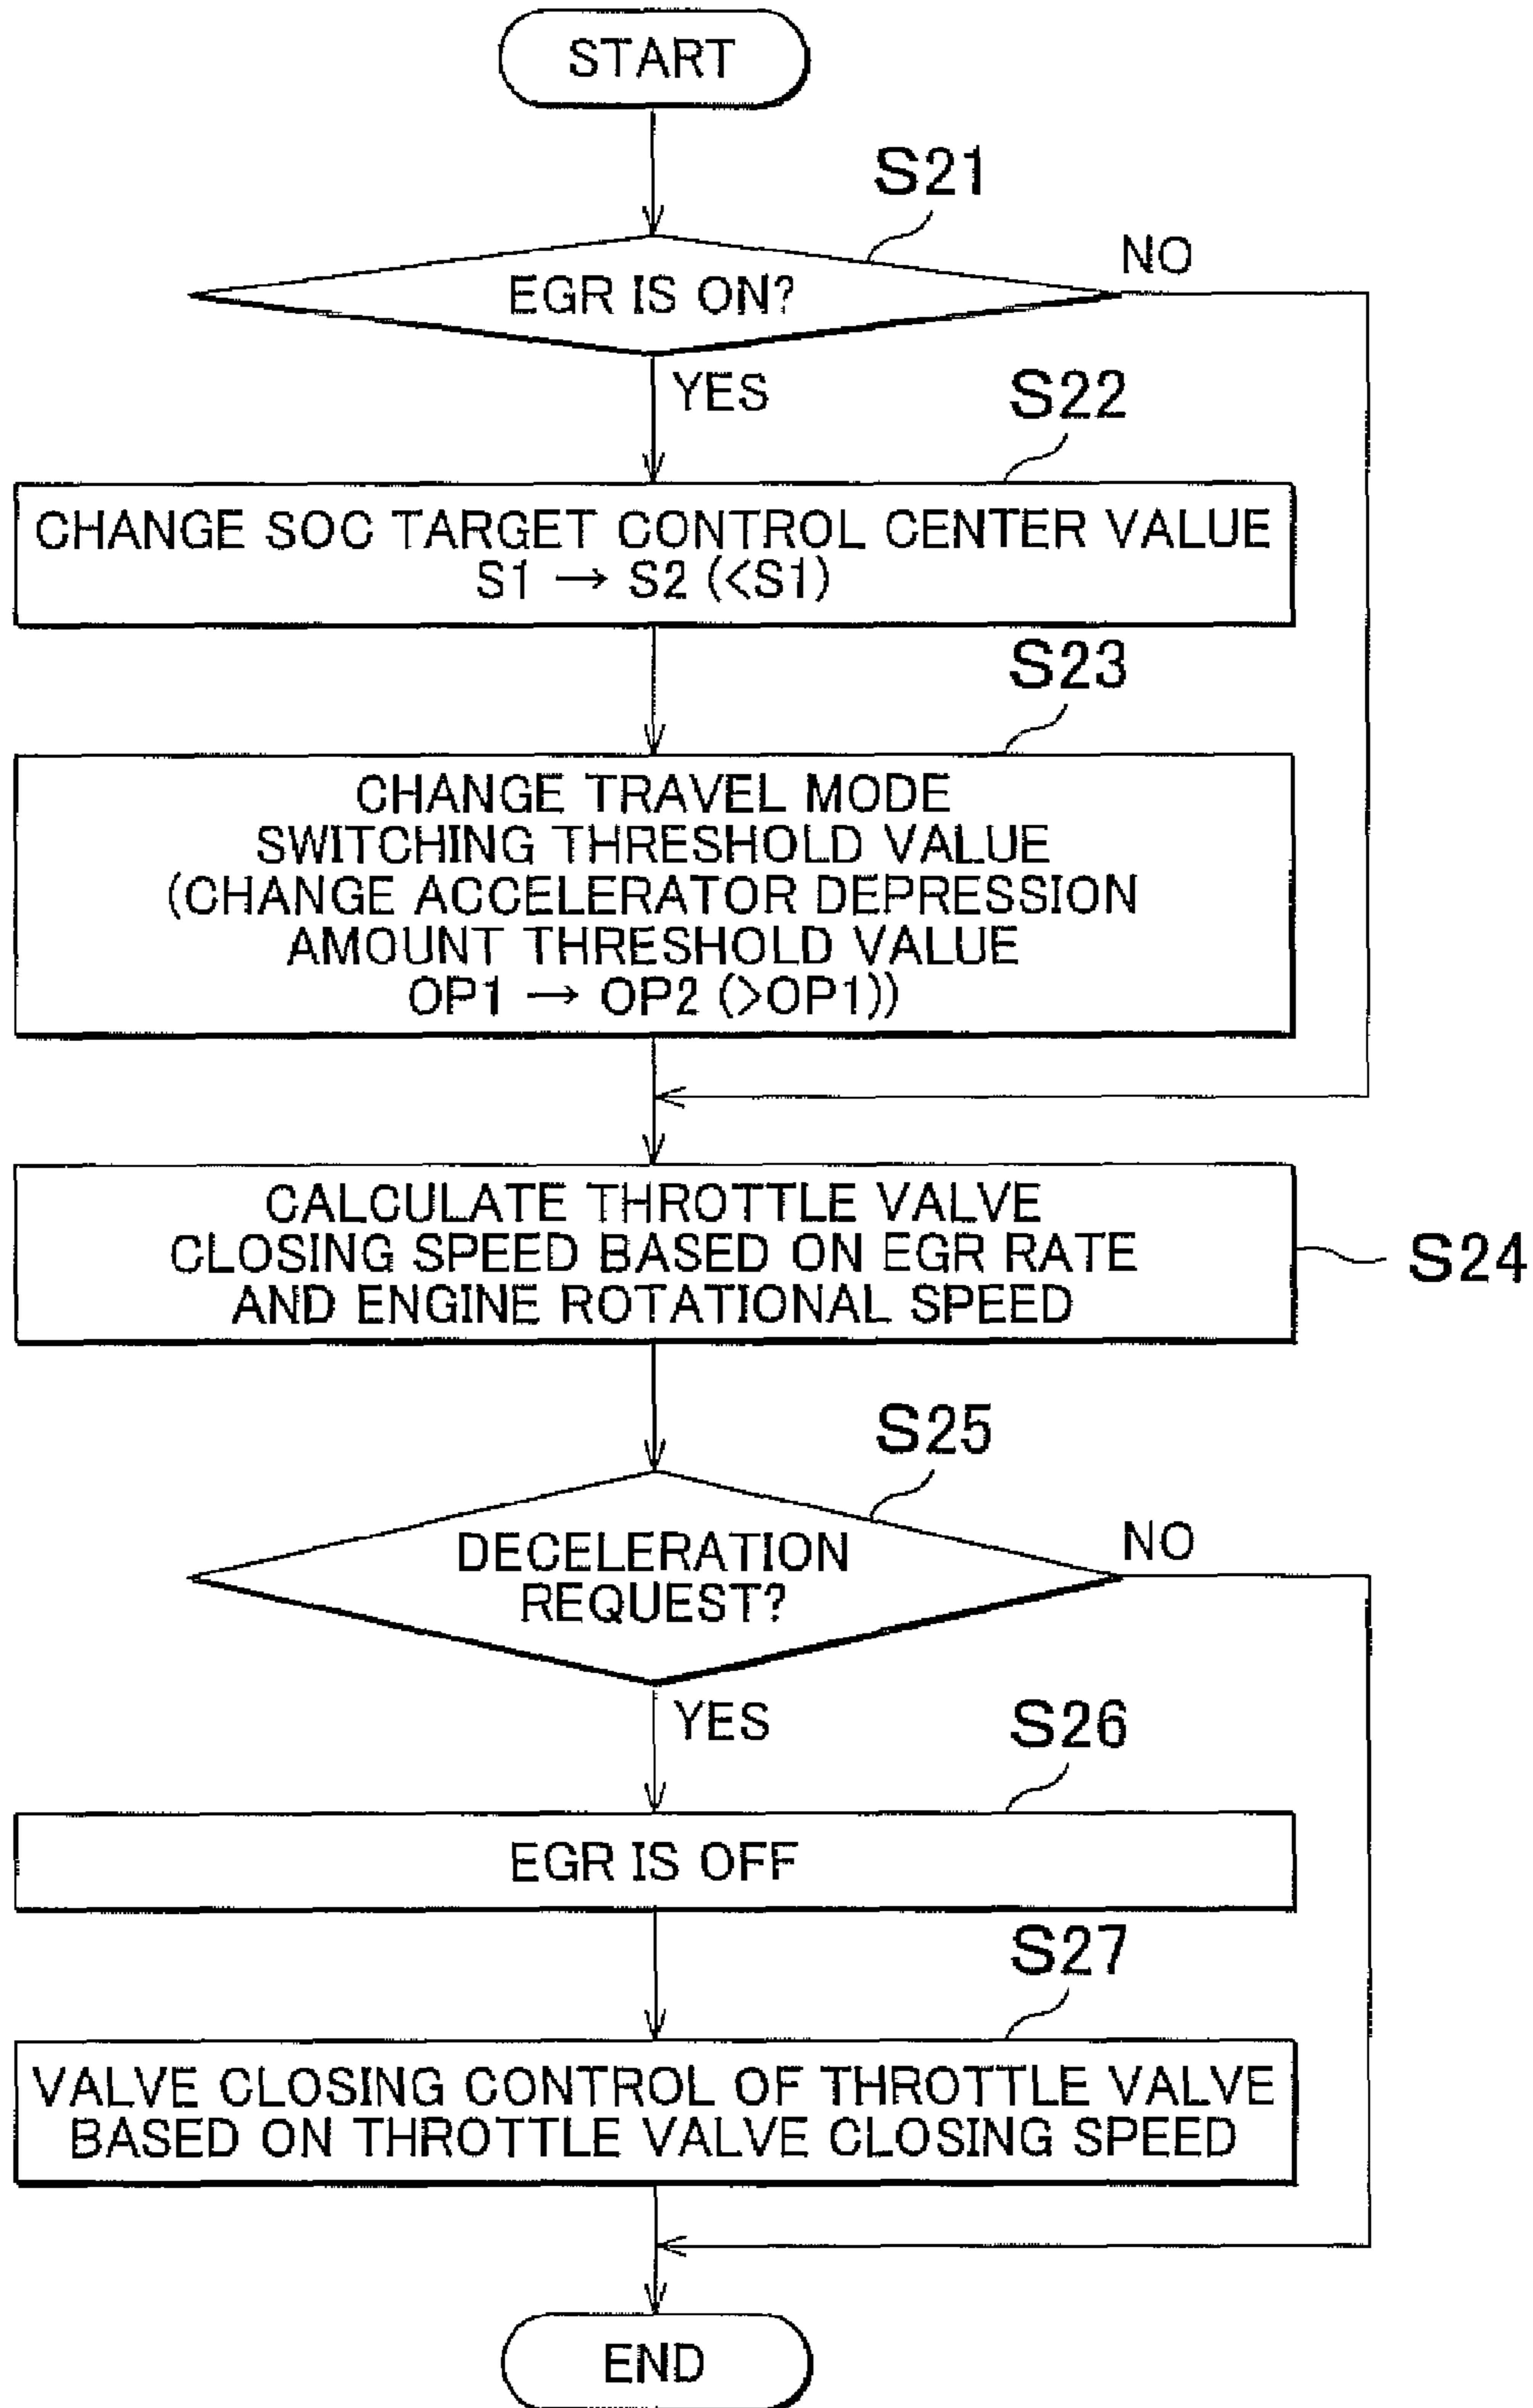 START
S21
EGR IS ON?
NO
YES
S22
CHANGE SOC TARGET CONTROL CENTER VALUE
S1 → S2 (<S1)
S23
CHANGE TRAVEL MODE
SWITCHING THRESHOLD VALUE
(CHANGE ACCELERATOR DEPRESSION
AMOUNT THRESHOLD VALUE
OP1 → OP2 (>OP1))
CALCULATE THROTTLE VALVE
CLOSING SPEED BASED ON EGR RATE
AND ENGINE ROTATIONAL SPEED
S24
S25
DECELERATION
REQUEST?
NO
YES
S26
EGR IS OFF
S27
VALVE CLOSING CONTROL OF THROTTLE VALVE
BASED ON THROTTLE VALVE CLOSING SPEED
END